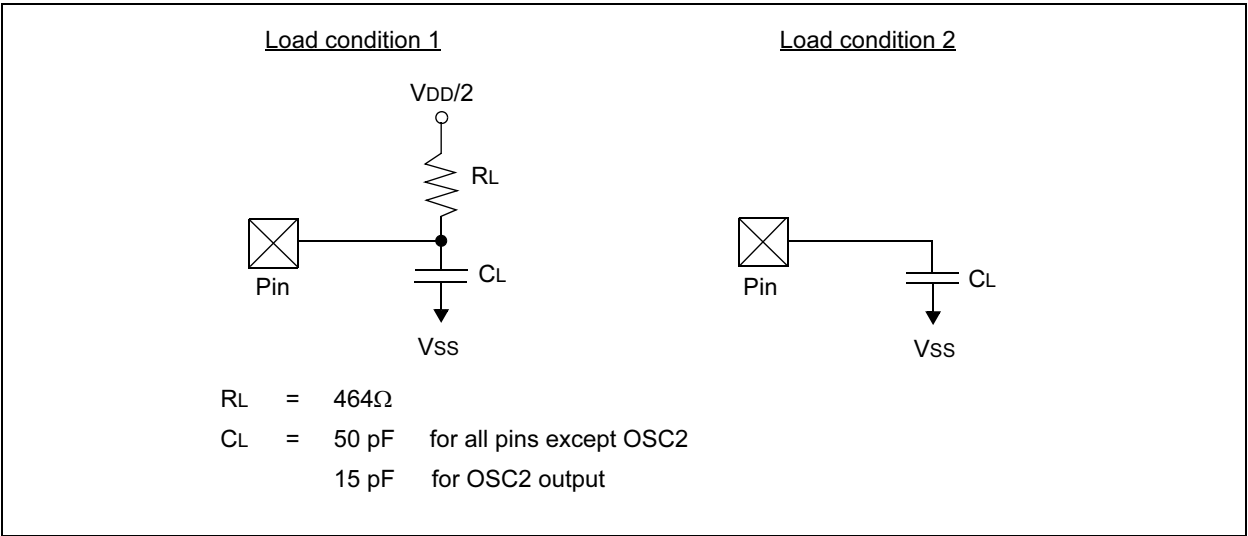 Load condition 1
Load condition 2
VDD/2
RL
Pin
CL
VSS
Pin
CL
VSS
RL = 464Ω
CL = 50 pF for all pins except OSC2
15 pF for OSC2 output